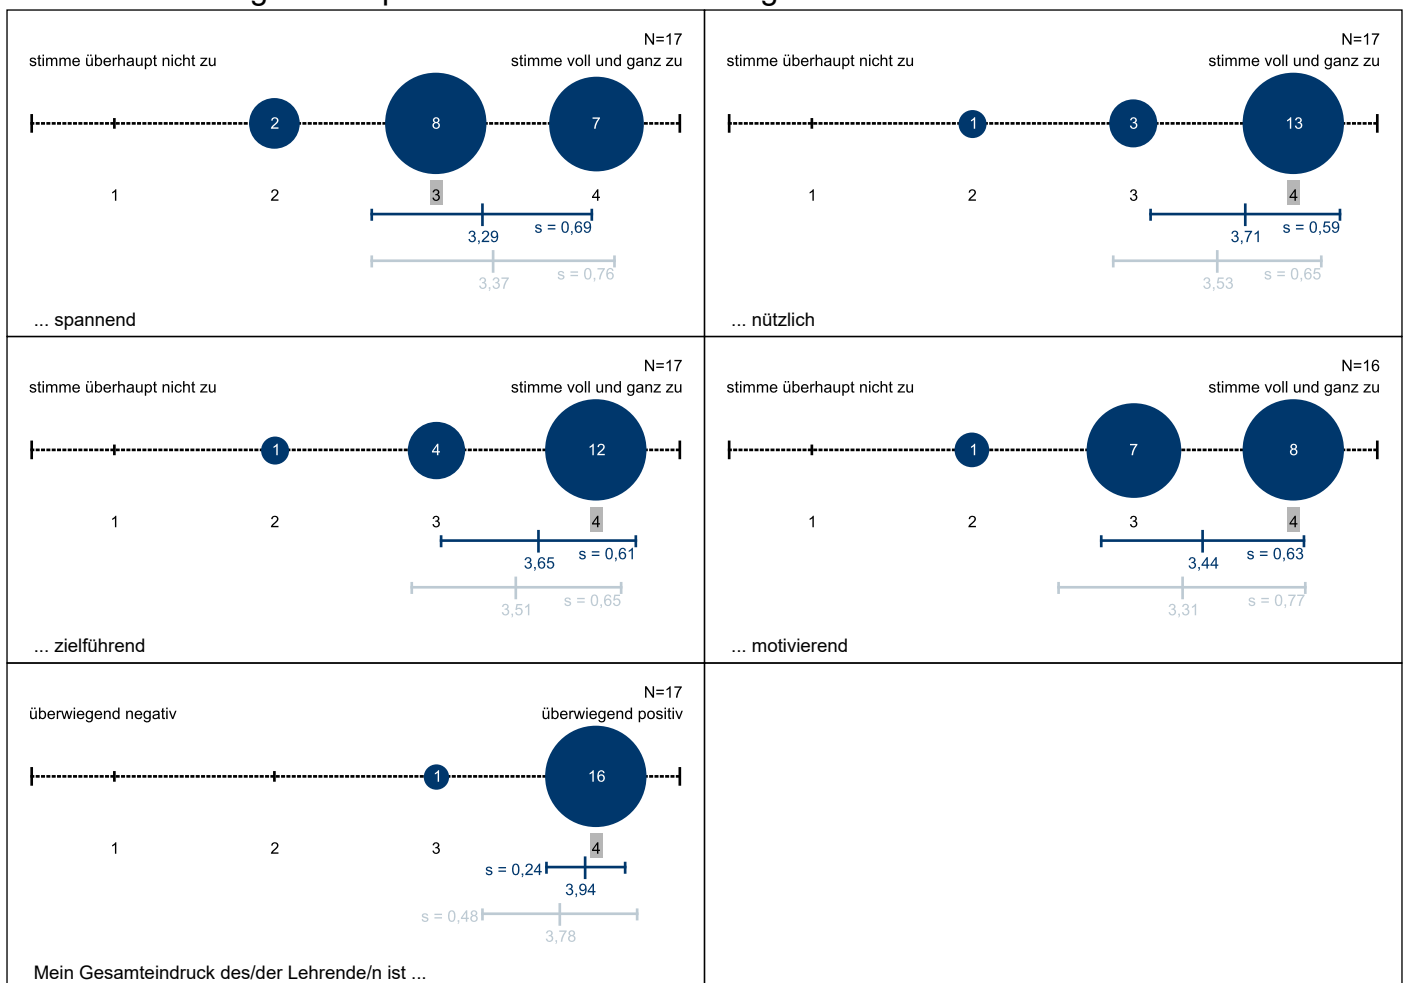 N=17
stimme überhaupt nicht zu stimme voll und ganz zu
2 8 7
1 2 3 4
s = 0,69
3,29
s = 0,76
3,37
... spannend
N=17
stimme überhaupt nicht zu stimme voll und ganz zu
1 3 13
1 2 3 4
s = 0,59
3,71
s = 0,65
3,53
... nützlich
N=17
stimme überhaupt nicht zu stimme voll und ganz zu
1 4 12
1 2 3 4
s = 0,61
3,65
s = 0,65
3,51
... zielführend
N=16
stimme überhaupt nicht zu stimme voll und ganz zu
1 7 8
1 2 3 4
s = 0,63
3,44
s = 0,77
3,31
... motivierend
N=17
überwiegend negativ überwiegend positiv
1 16
1 2 3 4
s = 0,24
3,94
s = 0,48
3,78
Mein Gesamteindruck des/der Lehrende/n ist ...